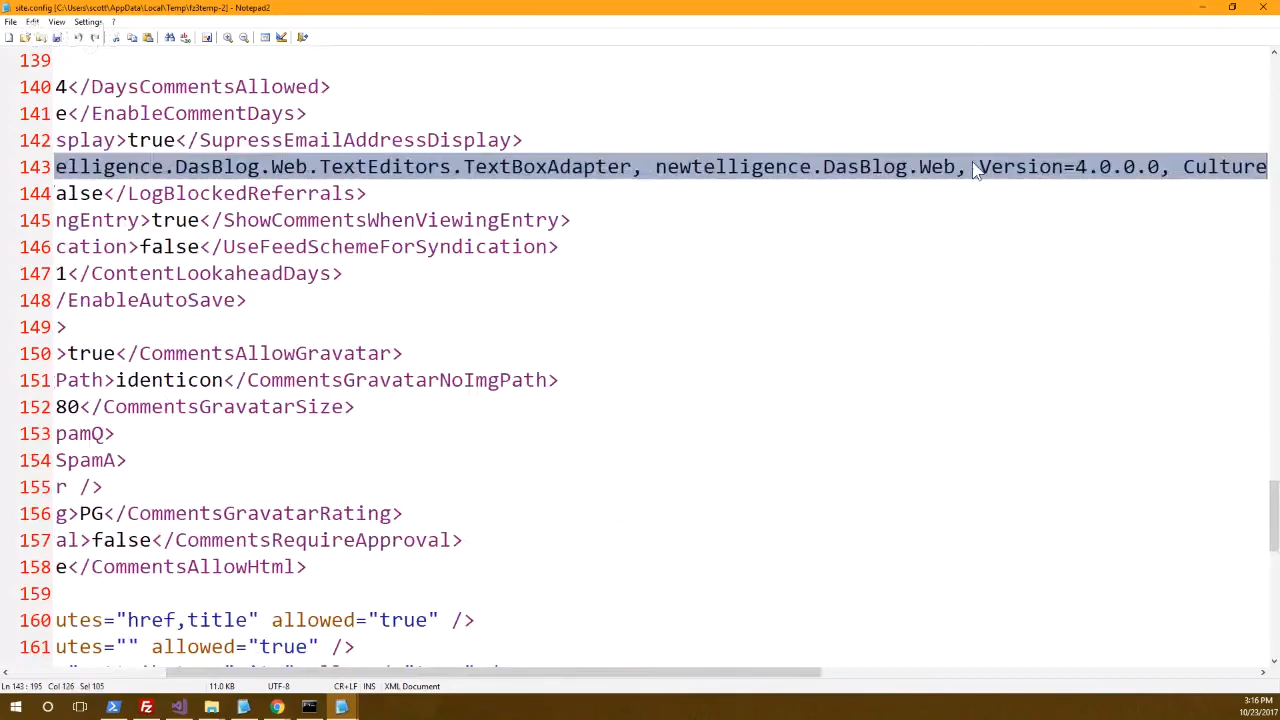 site.config [C:\Users\scott\AppData\Local\Temp\fz3temp-2] - Notepad2
File Edit View Settings ?
139
140 4</DaysCommentsAllowed>
141 e</EnableCommentDays>
142 splay>true</SupressEmailAddressDisplay>
143 elligence.DasBlog.Web.TextEditors.TextBoxAdapter, newtelligence.DasBlog.Web, Version=4.0.0.0, Culture
144 alse</LogBlockedReferrals>
145 ngEntry>true</ShowCommentsWhenViewingEntry>
146 cation>false</UseFeedSchemeForSyndication>
147 1</ContentLookaheadDays>
148 /EnableAutoSave>
149 >
150 >true</CommentsAllowGravatar>
151 Path>identicon</CommentsGravatarNoImgPath>
152 80</CommentsGravatarSize>
153 pamQ>
154 SpamA>
155 r />
156 g>PG</CommentsGravatarRating>
157 al>false</CommentsRequireApproval>
158 e</CommentsAllowHtml>
159
160 utes="href,title" allowed="true" />
161 utes="" allowed="true" />
Ln 143 : 195 Col 126 Sel 105 11.0 KB UTF-8 CR+LF INS XML Document
3:16 PM
10/23/2017